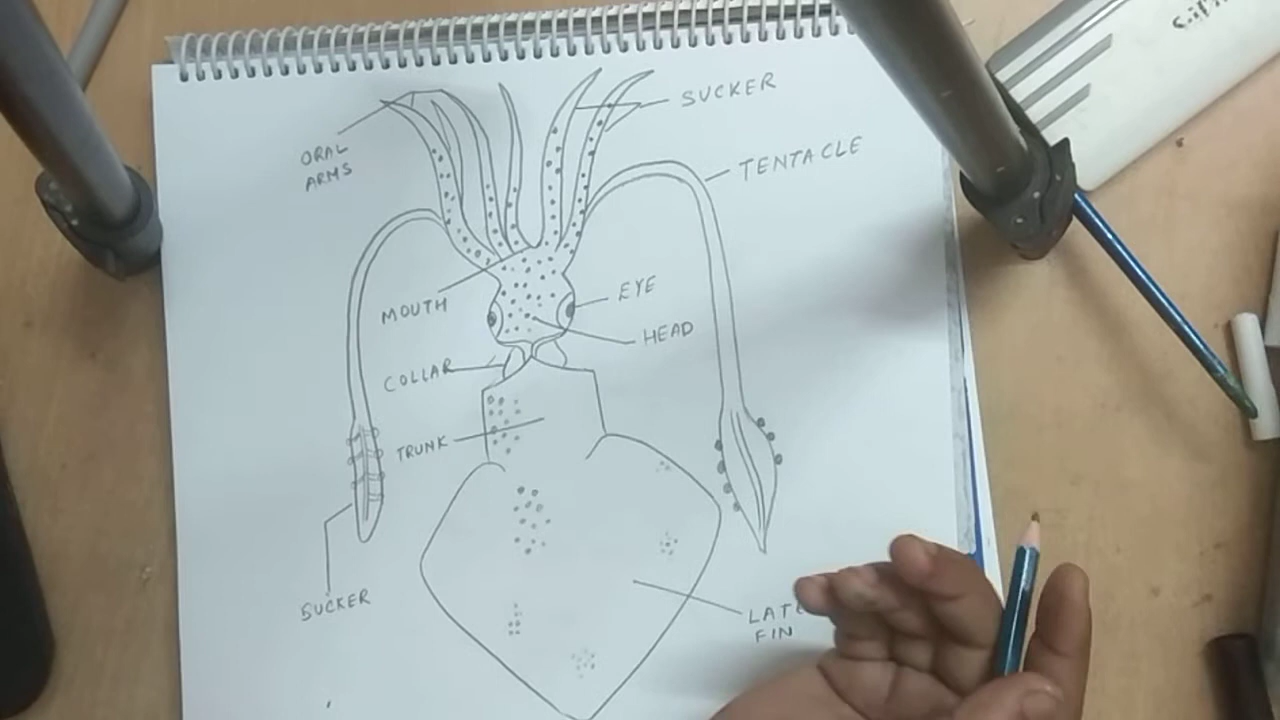 SUCKER
TENTACLE
ORAL
ARMS
MOUTH
EYE
HEAD
COLLAR
TRUNK
SUCKER
FIN